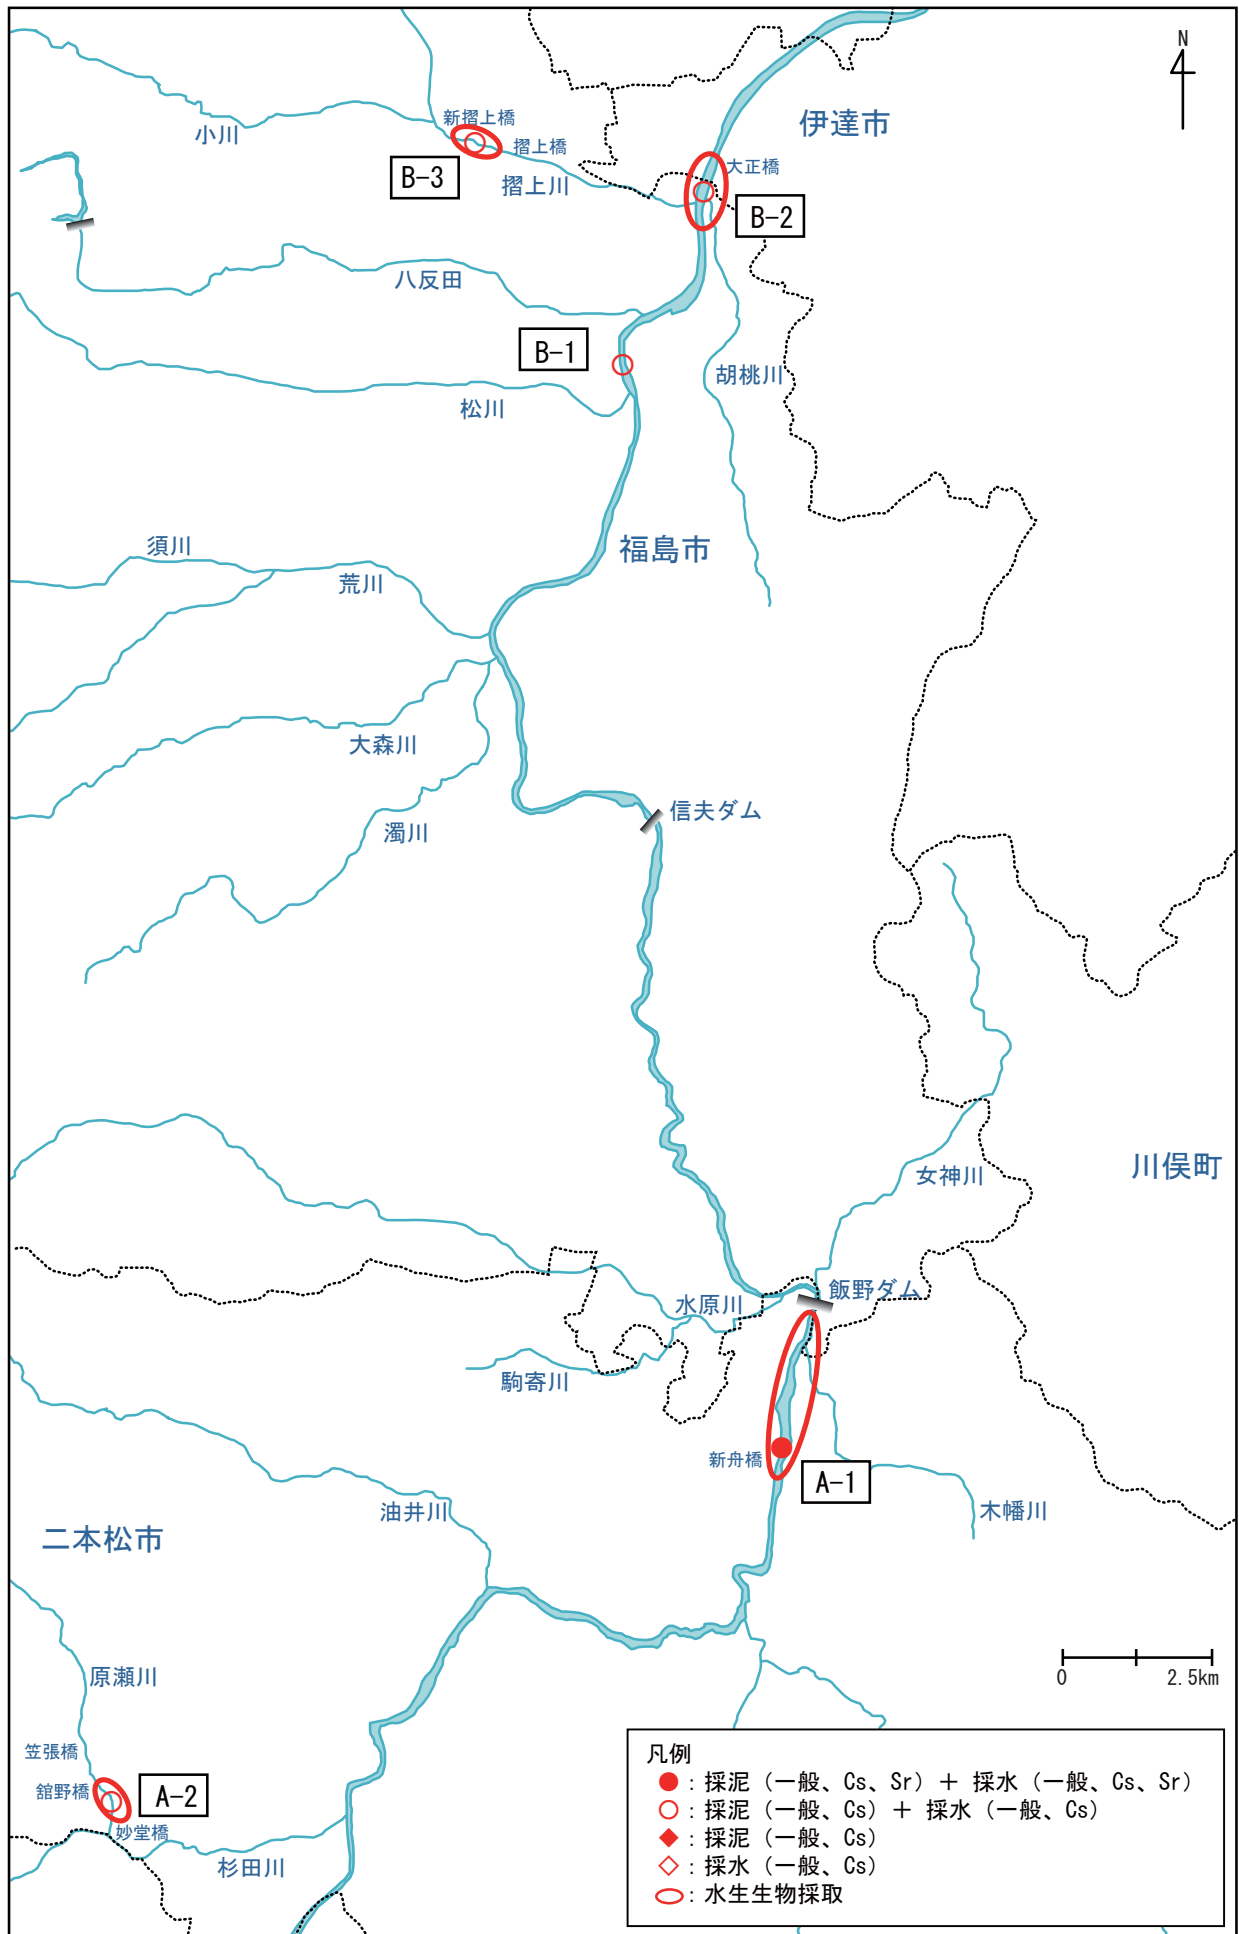 N
伊達市
新摺上橋
小川
摺上橋
大正橋
B-3
摺上川
B-2
八反田
B-1
胡桃川
松川
須川
福島市
荒川
大森川
信夫ダム
濁川
川俣町
女神川
飯野ダム
水原川
駒寄川
新舟橋
A-1
油井川
木幡川
二本松市
原瀬川
0 2.5km
笠張橋
舘野橋
A-2
妙堂橋
杉田川
凡例
●：採泥（一般、Cs、Sr）＋ 採水（一般、Cs、Sr）
○：採泥（一般、Cs）＋ 採水（一般、Cs）
◆：採泥（一般、Cs）
◇：採水（一般、Cs）
：水生生物採取